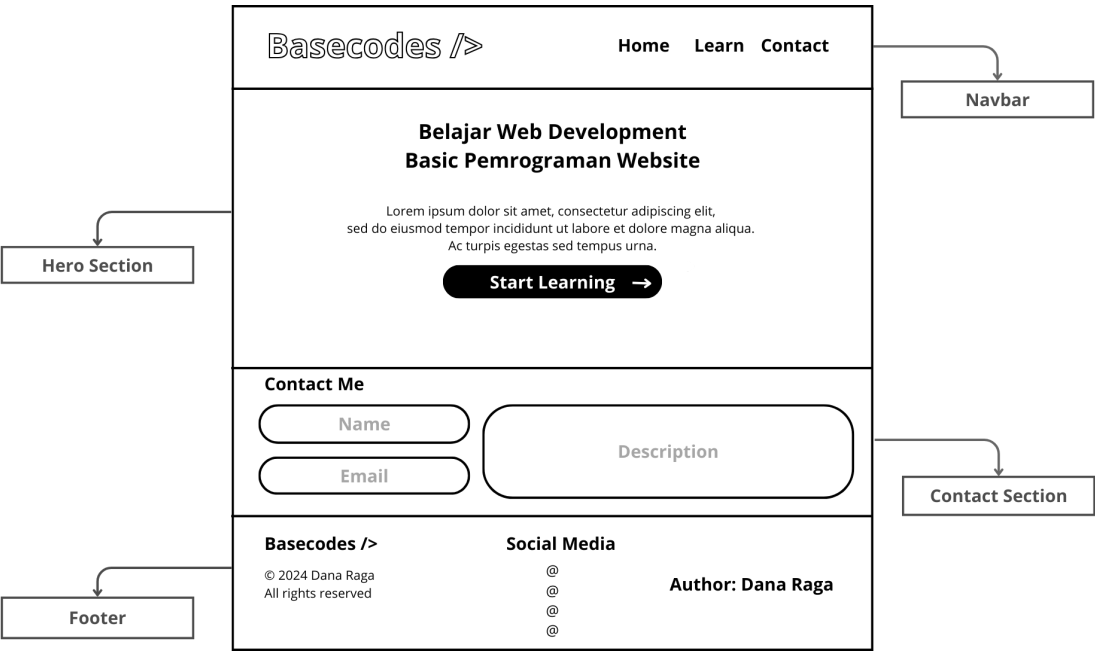 Basecodes />
Home Learn Contact
Navbar
Belajar Web Development
Basic Pemrograman Website
Lorem ipsum dolor sit amet, consectetur adipiscing elit,
sed do eiusmod tempor incididunt ut labore et dolore magna aliqua.
Ac turpis egestas sed tempus urna.
Start Learning →
Hero Section
Contact Me
Name
Email
Description
Contact Section
Basecodes />
© 2024 Dana Raga
All rights reserved
Social Media
@
@
@
@
Author: Dana Raga
Footer